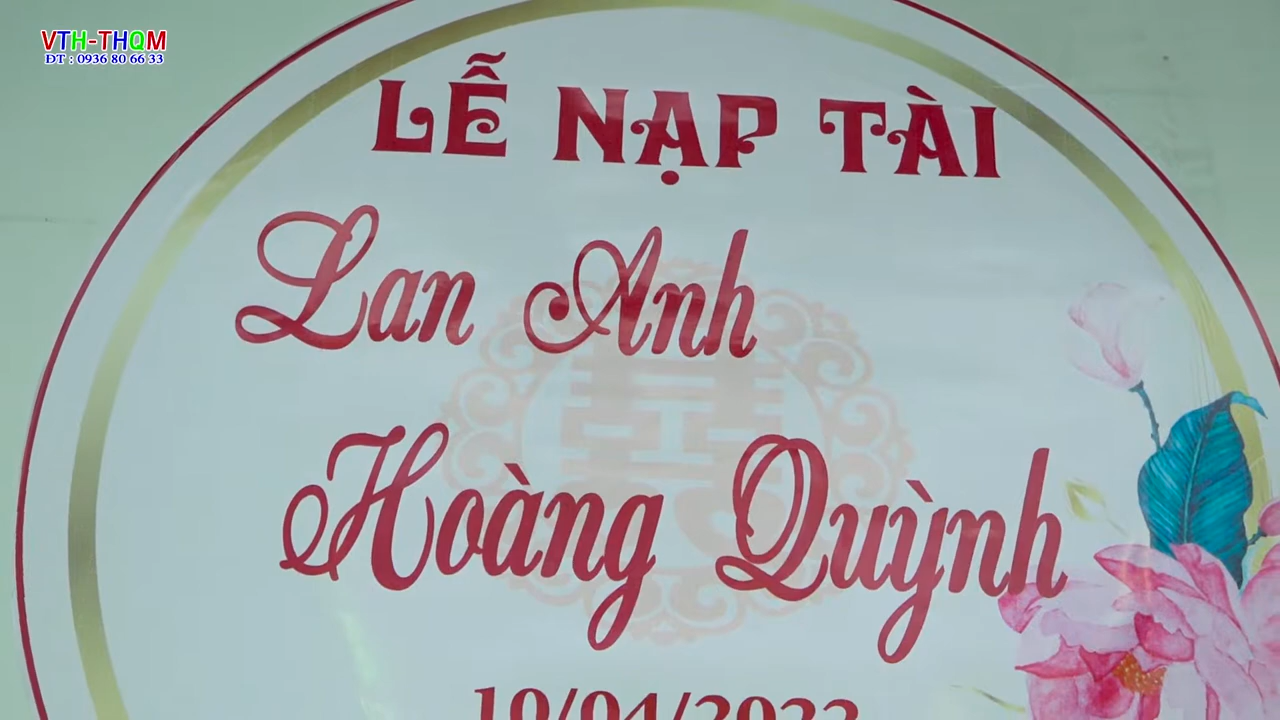 VTH-THQM
ĐT : 0936 80 66 33
LỄ NẠP TÀI
Lan Anh
Hoàng Quỳnh